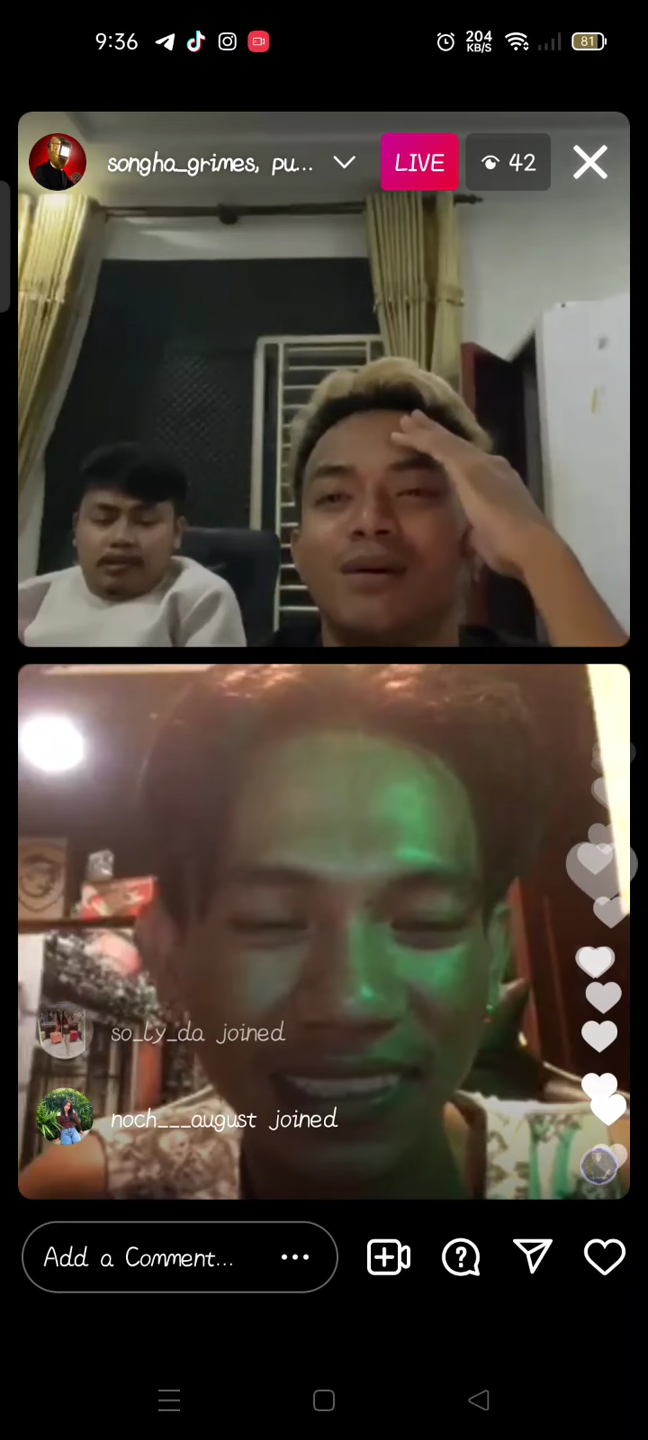 9:36
204
KB/S
81
songha_grimes, pu...
LIVE
42
so_ly_da joined
noch___august joined
Add a Comment...